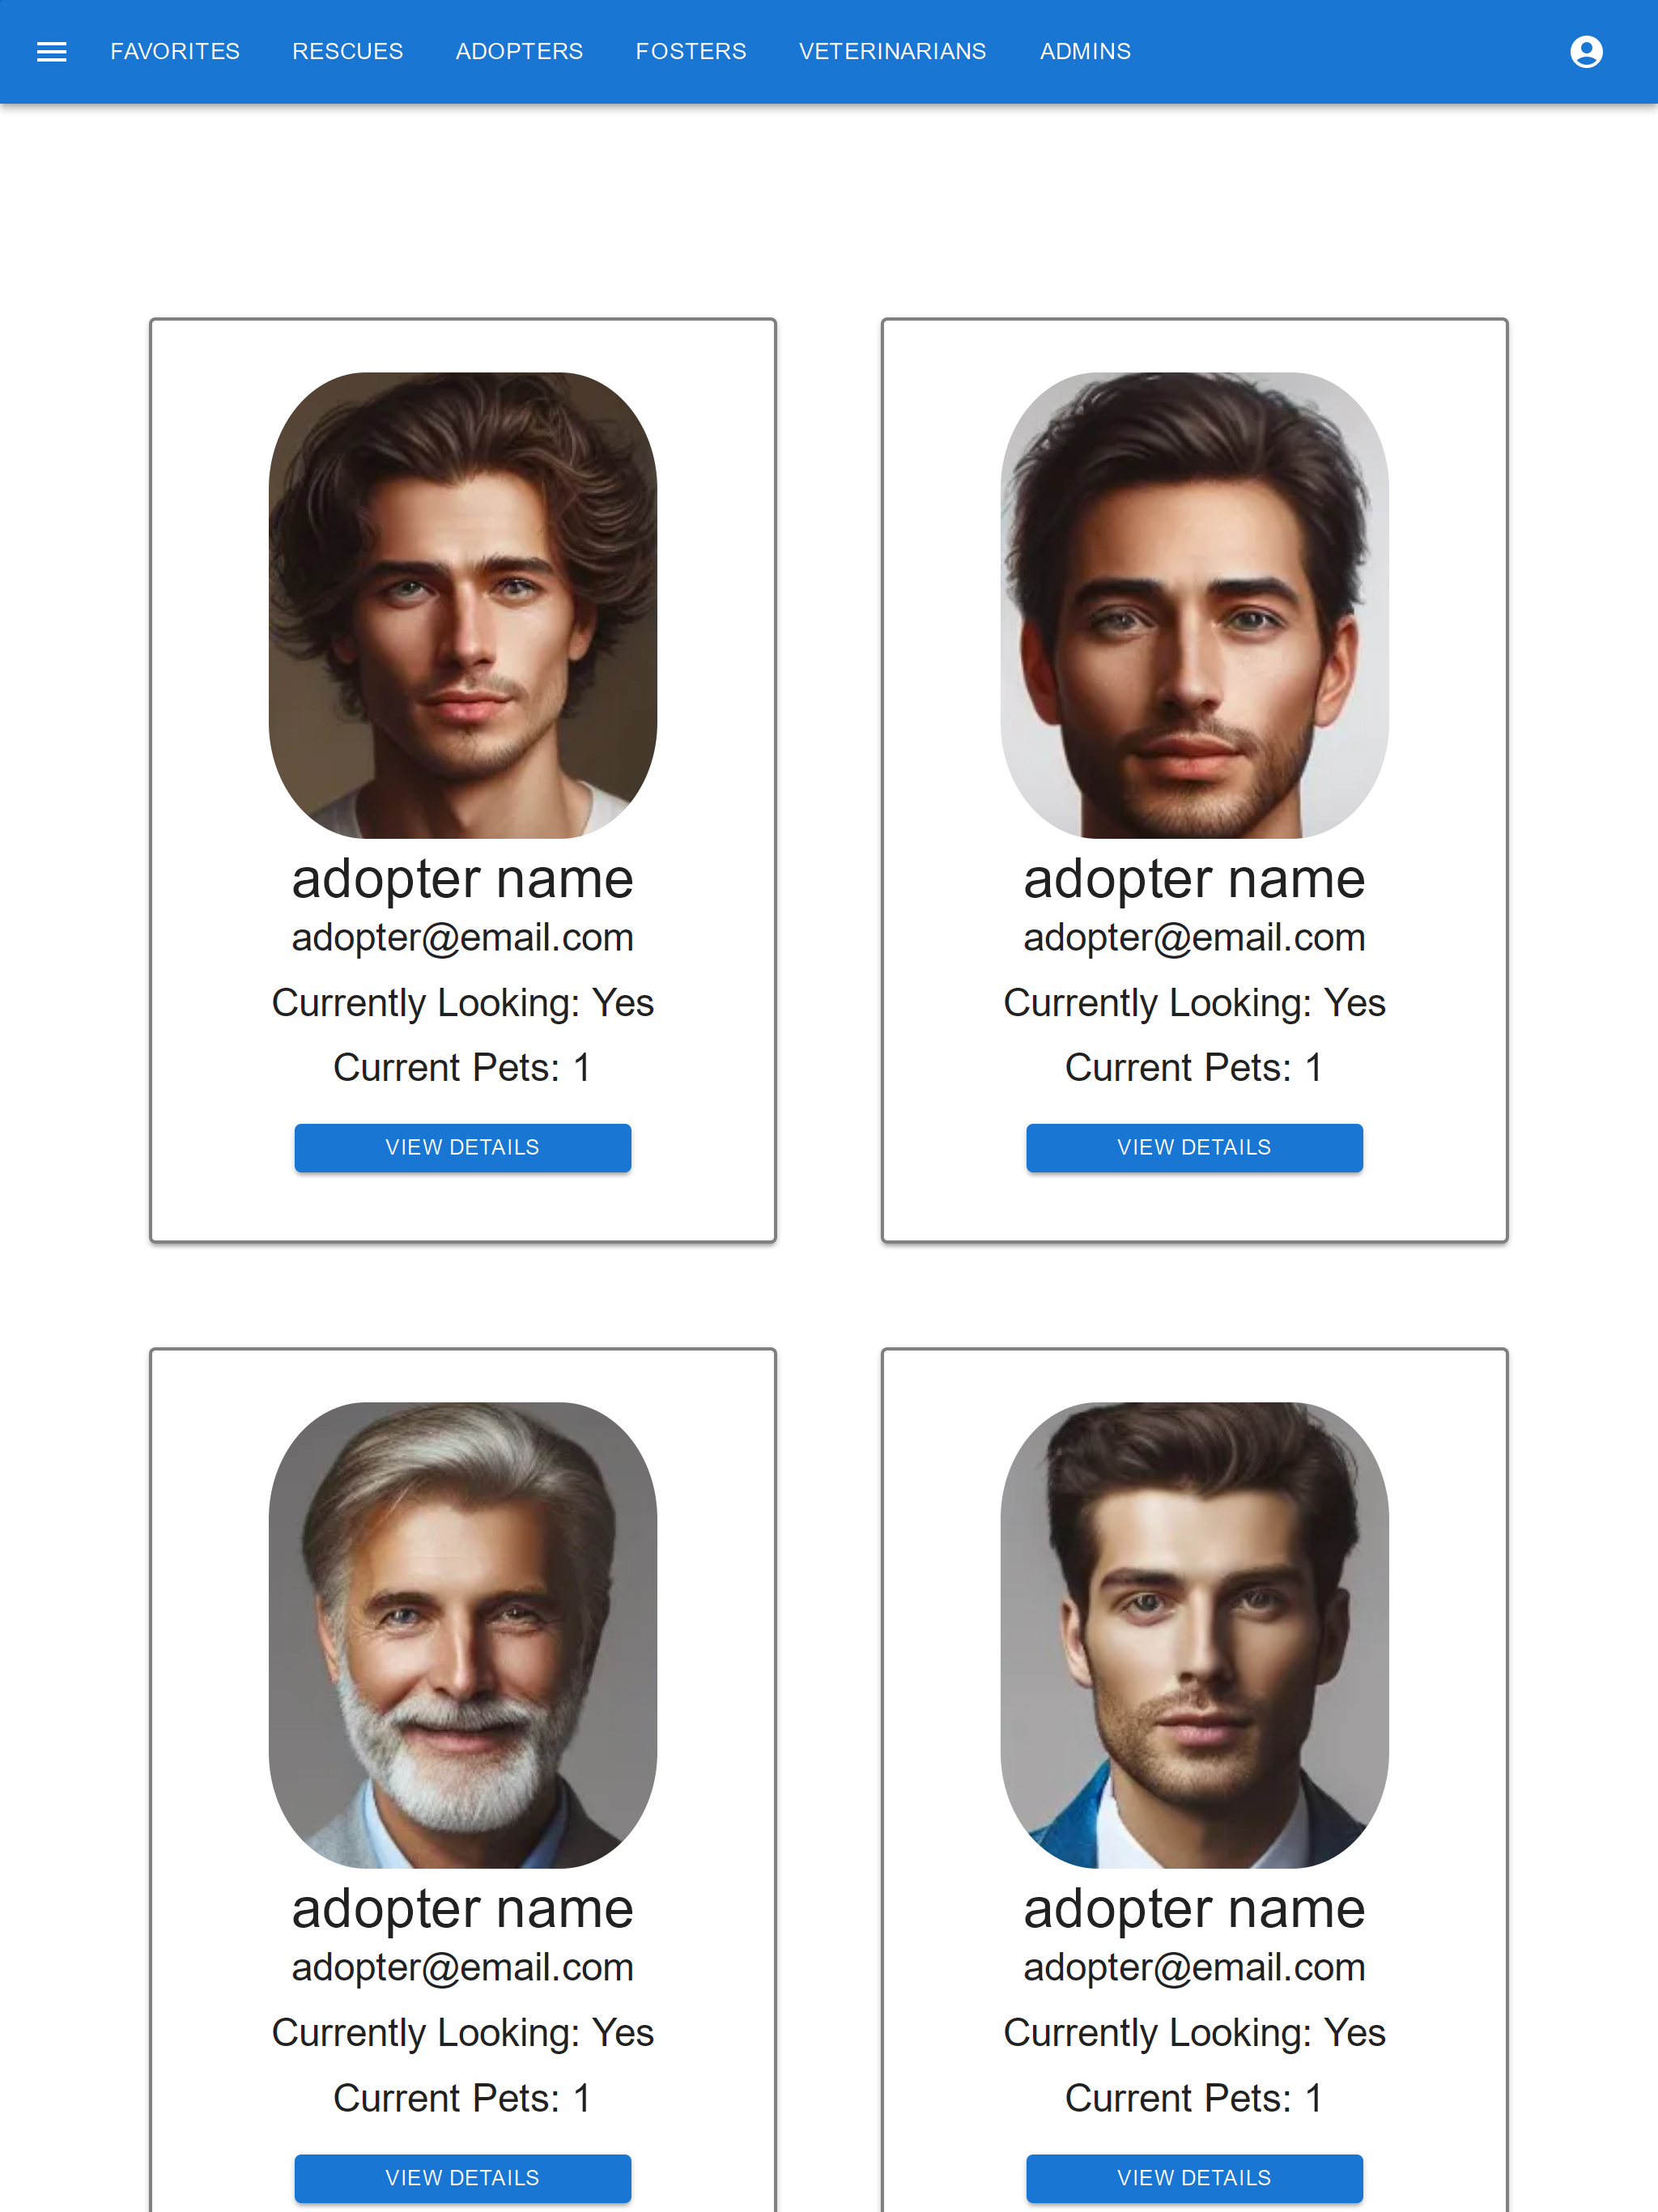 FAVORITES RESCUES ADOPTERS FOSTERS VETERINARIANS ADMINS
adopter name
adopter@email.com
Currently Looking: Yes
Current Pets: 1
VIEW DETAILS
adopter name
adopter@email.com
Currently Looking: Yes
Current Pets: 1
VIEW DETAILS
adopter name
adopter@email.com
Currently Looking: Yes
Current Pets: 1
VIEW DETAILS
adopter name
adopter@email.com
Currently Looking: Yes
Current Pets: 1
VIEW DETAILS